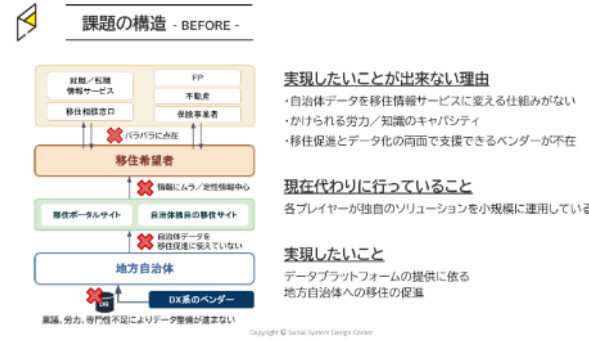 課題の構造 - BEFORE -
就職／転職
情報サービス
移住相談窓口
FP
不動産
保険事業者
バラバラに点在
移住希望者
情報にムラ／定性情報中心
移住ポータルサイト
自治体独自の移住サイト
自治体データを
移住促進に使えていない
地方自治体
DB
DX系のベンダー
稟議、労力、専門性不足によりデータ整備が進まない
実現したいことが出来ない理由
・自治体データを移住情報サービスに変える仕組みがない
・かけられる労力／知識のキャパシティ
・移住促進とデータ化の両面で支援できるベンダーが不在
現在代わりに行っていること
各プレイヤーが独自のソリューションを小規模に運用している
実現したいこと
データプラットフォームの提供に依る
地方自治体への移住の促進
Copyright © Social System Design Center